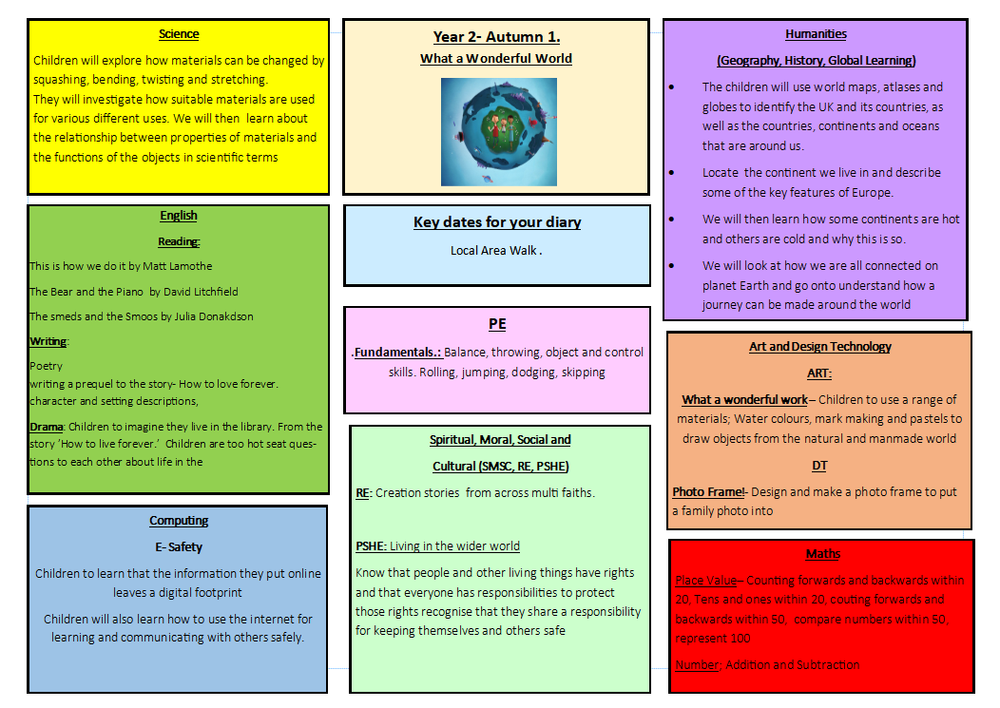 Science
Children will explore how materials can be changed by
squashing, bending, twisting and stretching.
They will investigate how suitable materials are used
for various different uses. We will then  learn about
the relationship between properties of materials and
the functions of the objects in scientific terms
Year 2- Autumn 1.
What a Wonderful World
Humanities
(Geography, History, Global Learning)
• The children will use world maps, atlases and
globes to identify the UK and its countries, as
well as the countries, continents and oceans
that are around us.
• Locate  the continent we live in and describe
some of the key features of Europe.
• We will then learn how some continents are hot
and others are cold and why this is so.
• We will look at how we are all connected on
planet Earth and go onto understand how a
journey can be made around the world
English
Reading:
This is how we do it by Matt Lamothe
The Bear and the Piano  by David Litchfield
The smeds and the Smoos by Julia Donakdson
Writing:
Poetry
writing a prequel to the story- How to love forever.
character and setting descriptions,
Drama: Children to imagine they live in the library. From the
story ‘How to live forever.’  Children are too hot seat ques-
tions to each other about life in the
Key dates for your diary
Local Area Walk .
PE
.Fundamentals.: Balance, throwing, object and control
skills. Rolling, jumping, dodging, skipping
Art and Design Technology
ART:
What a wonderful work– Children to use a range of
materials; Water colours, mark making and pastels to
draw objects from the natural and manmade world
DT
Photo Frame!- Design and make a photo frame to put
a family photo into
Spiritual, Moral, Social and
Cultural (SMSC, RE, PSHE)
RE: Creation stories  from across multi faiths.
PSHE: Living in the wider world
Know that people and other living things have rights
and that everyone has responsibilities to protect
those rights recognise that they share a responsibility
for keeping themselves and others safe
Computing
E- Safety
Children to learn that the information they put online
leaves a digital footprint
Children will also learn how to use the internet for
learning and communicating with others safely.
Maths
Place Value– Counting forwards and backwards within
20, Tens and ones within 20, couting forwards and
backwards within 50,  compare numbers within 50,
represent 100
Number; Addition and Subtraction